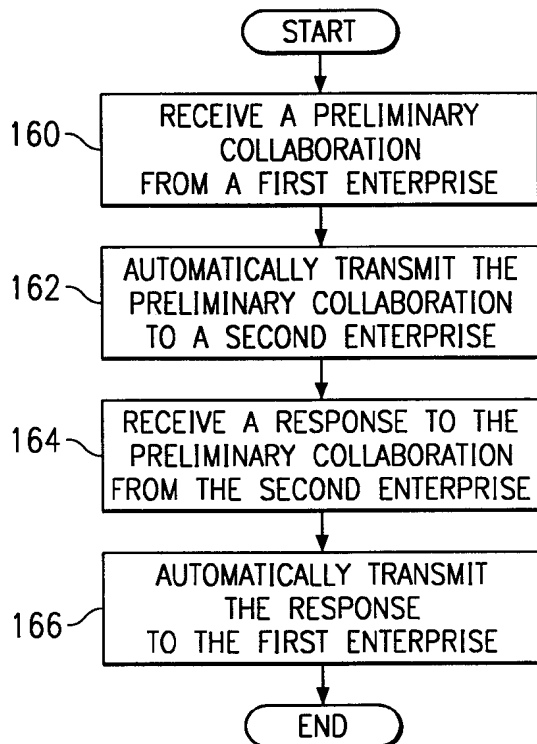 START
160
RECEIVE A PRELIMINARY
COLLABORATION
FROM A FIRST ENTERPRISE
162
AUTOMATICALLY TRANSMIT THE
PRELIMINARY COLLABORATION
TO A SECOND ENTERPRISE
164
RECEIVE A RESPONSE TO THE
PRELIMINARY COLLABORATION
FROM THE SECOND ENTERPRISE
166
AUTOMATICALLY TRANSMIT
THE RESPONSE
TO THE FIRST ENTERPRISE
END